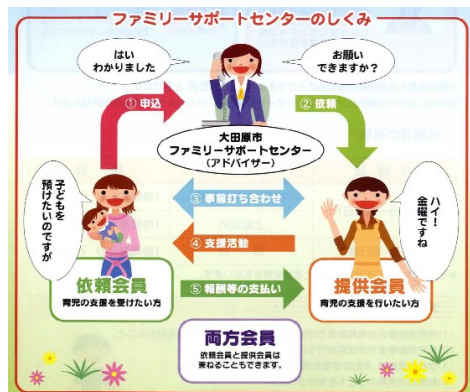 ファミリーサポートセンターのしくみ
はい
わかりました
お願い
できますか？
① 申込
② 依頼
大田原市
ファミリーサポートセンター
（アドバイザー）
子どもを
預けたいのですが
③ 事前打ち合わせ
ハイ！
金曜ですね
④ 支援活動
依頼会員
育児の支援を受けたい方
⑤ 報酬等の支払い
提供会員
育児の支援を行いたい方
両方会員
依頼会員と提供会員は
兼ねることもできます。